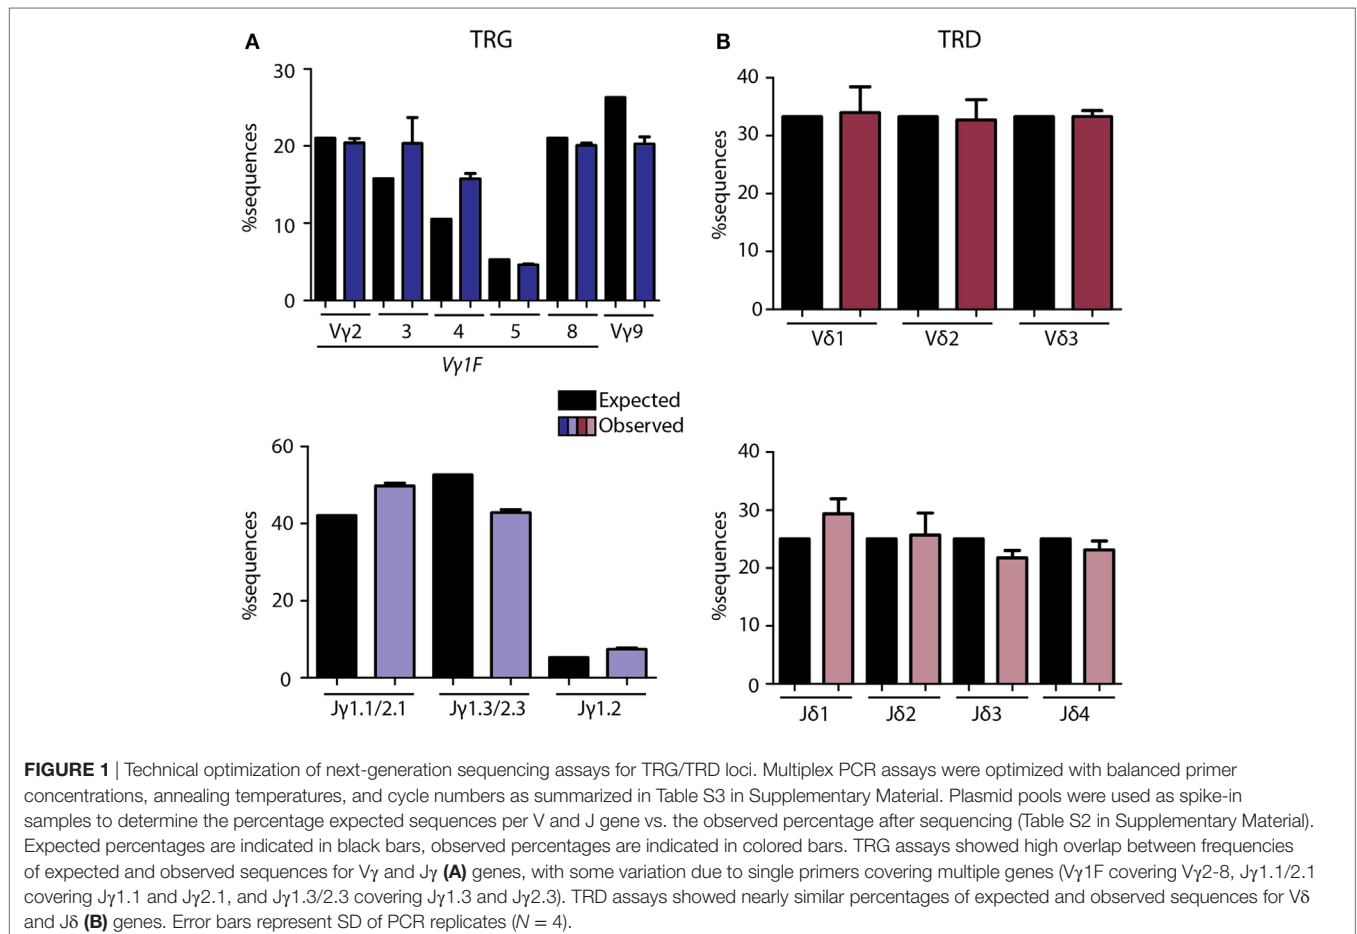 A
TRG
30
20
10
0
%sequences
Vγ2 3 4 5 8 Vγ9
Vγ1F
B
TRD
40
30
20
10
0
%sequences
Vδ1 Vδ2 Vδ3
Expected
Observed
60
40
20
0
%sequences
Jγ1.1/2.1 Jγ1.3/2.3 Jγ1.2
40
30
20
10
0
%sequences
Jδ1 Jδ2 Jδ3 Jδ4
FIGURE 1 | Technical optimization of next-generation sequencing assays for TRG/TRD loci. Multiplex PCR assays were optimized with balanced primer
concentrations, annealing temperatures, and cycle numbers as summarized in Table S3 in Supplementary Material. Plasmid pools were used as spike-in
samples to determine the percentage expected sequences per V and J gene vs. the observed percentage after sequencing (Table S2 in Supplementary Material).
Expected percentages are indicated in black bars, observed percentages are indicated in colored bars. TRG assays showed high overlap between frequencies
of expected and observed sequences for Vγ and Jγ (A) genes, with some variation due to single primers covering multiple genes (Vγ1F covering Vγ2-8, Jγ1.1/2.1
covering Jγ1.1 and Jγ2.1, and Jγ1.3/2.3 covering Jγ1.3 and Jγ2.3). TRD assays showed nearly similar percentages of expected and observed sequences for Vδ
and Jδ (B) genes. Error bars represent SD of PCR replicates (N = 4).